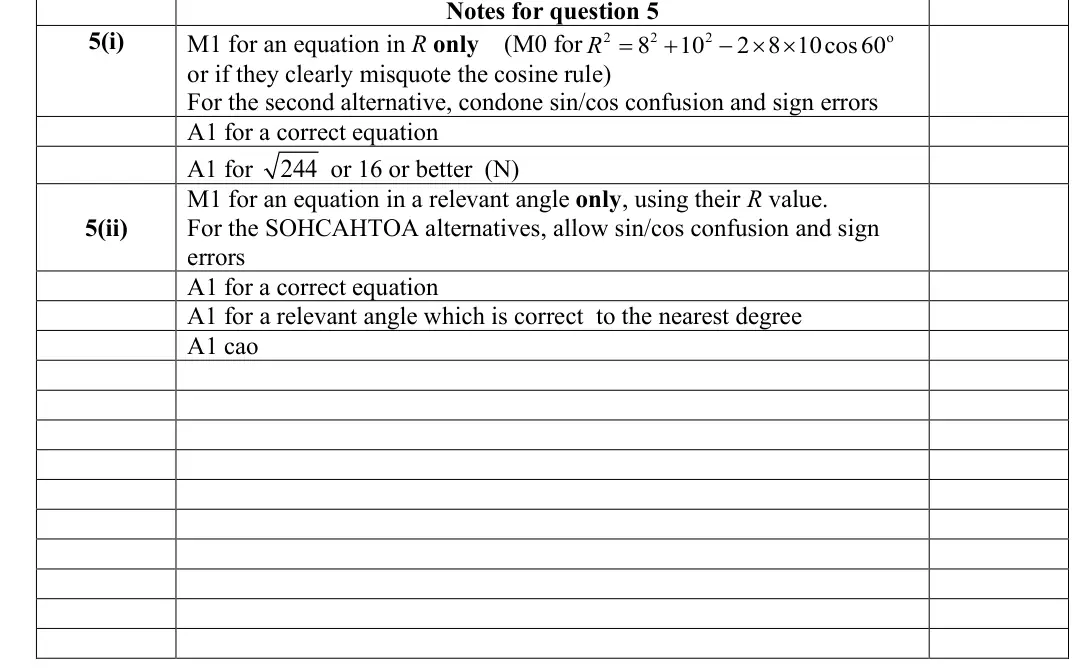 Notes for question 5
5(i)
M1 for an equation in R only (M0 for R² = 8² + 10² − 2×8×10cos60°
or if they clearly misquote the cosine rule)
For the second alternative, condone sin/cos confusion and sign errors
A1 for a correct equation
A1 for √244 or 16 or better (N)
5(ii)
M1 for an equation in a relevant angle only, using their R value.
For the SOHCAHTOA alternatives, allow sin/cos confusion and sign
errors
A1 for a correct equation
A1 for a relevant angle which is correct to the nearest degree
A1 cao